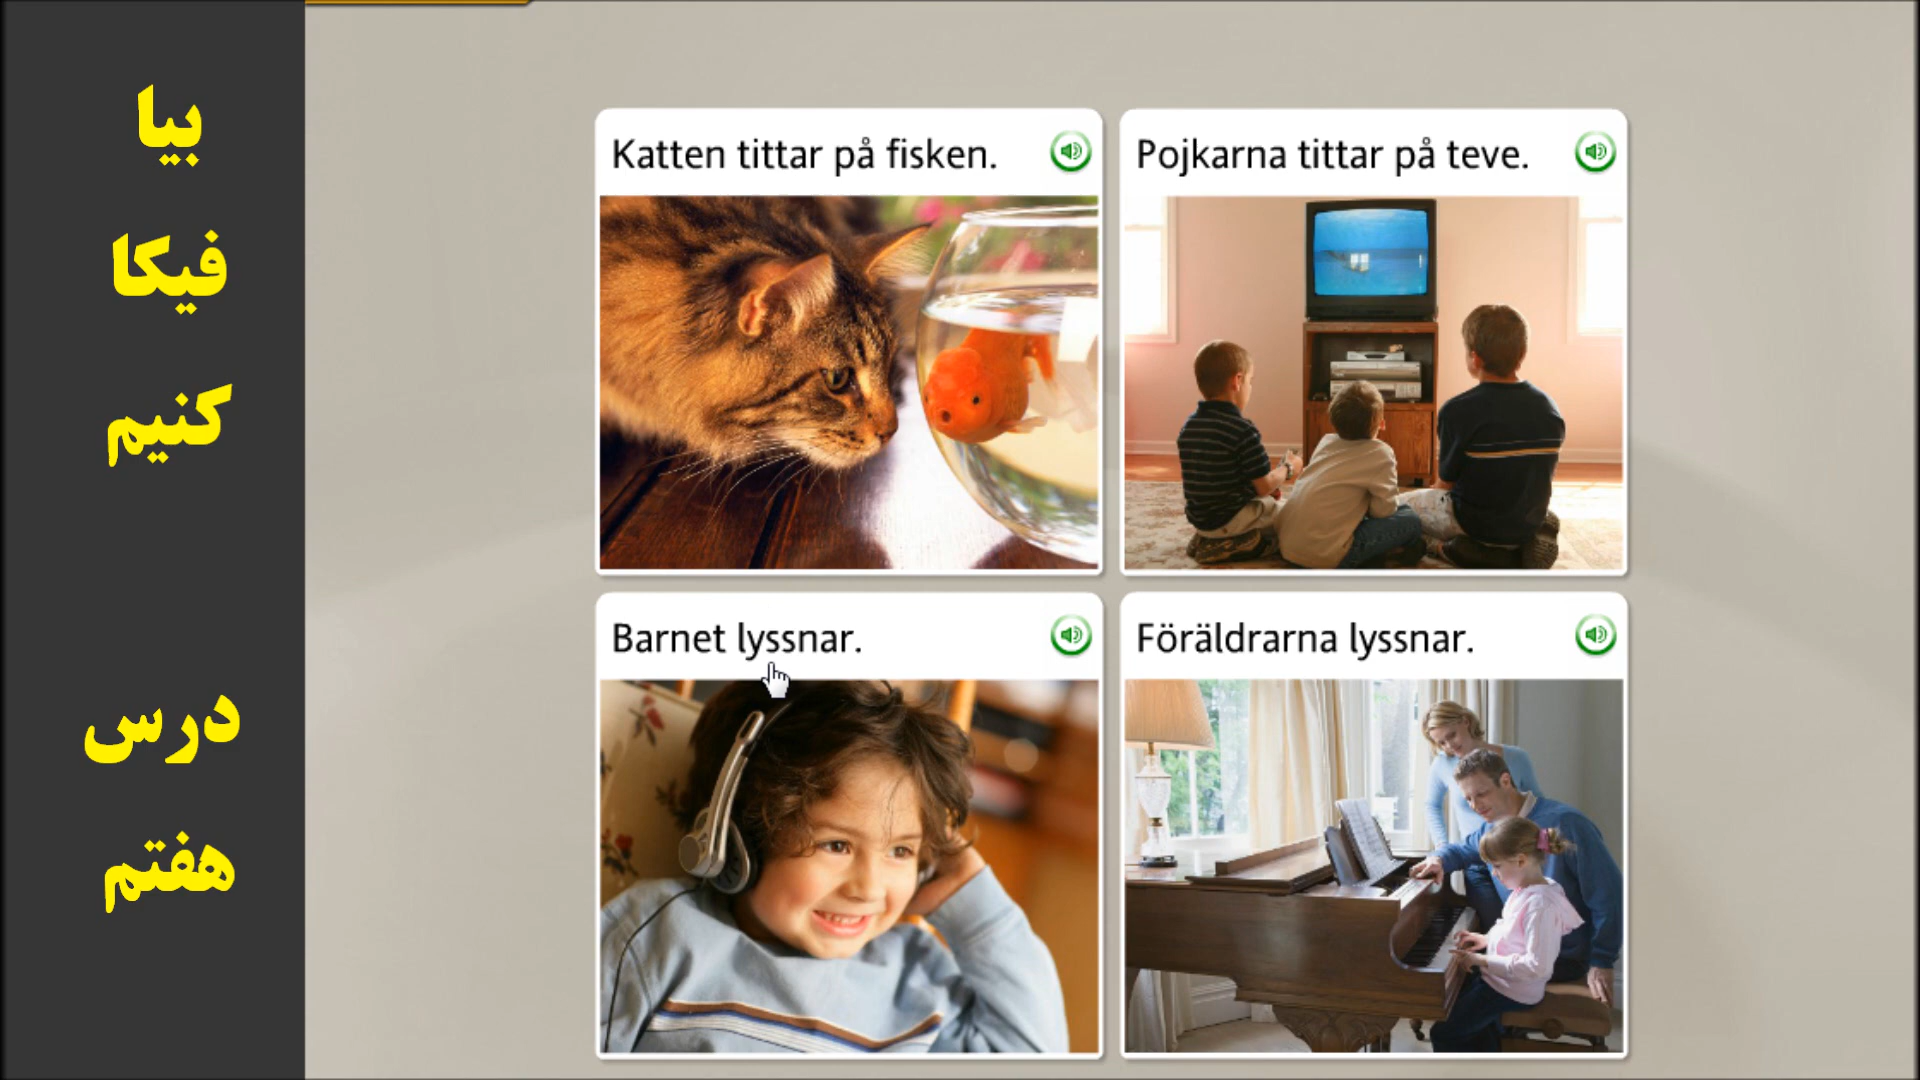 بیا
فیکا
کنیم
درس
هفتم
Katten tittar på fisken.
Pojkarna tittar på teve.
Barnet lyssnar.
Föräldrarna lyssnar.